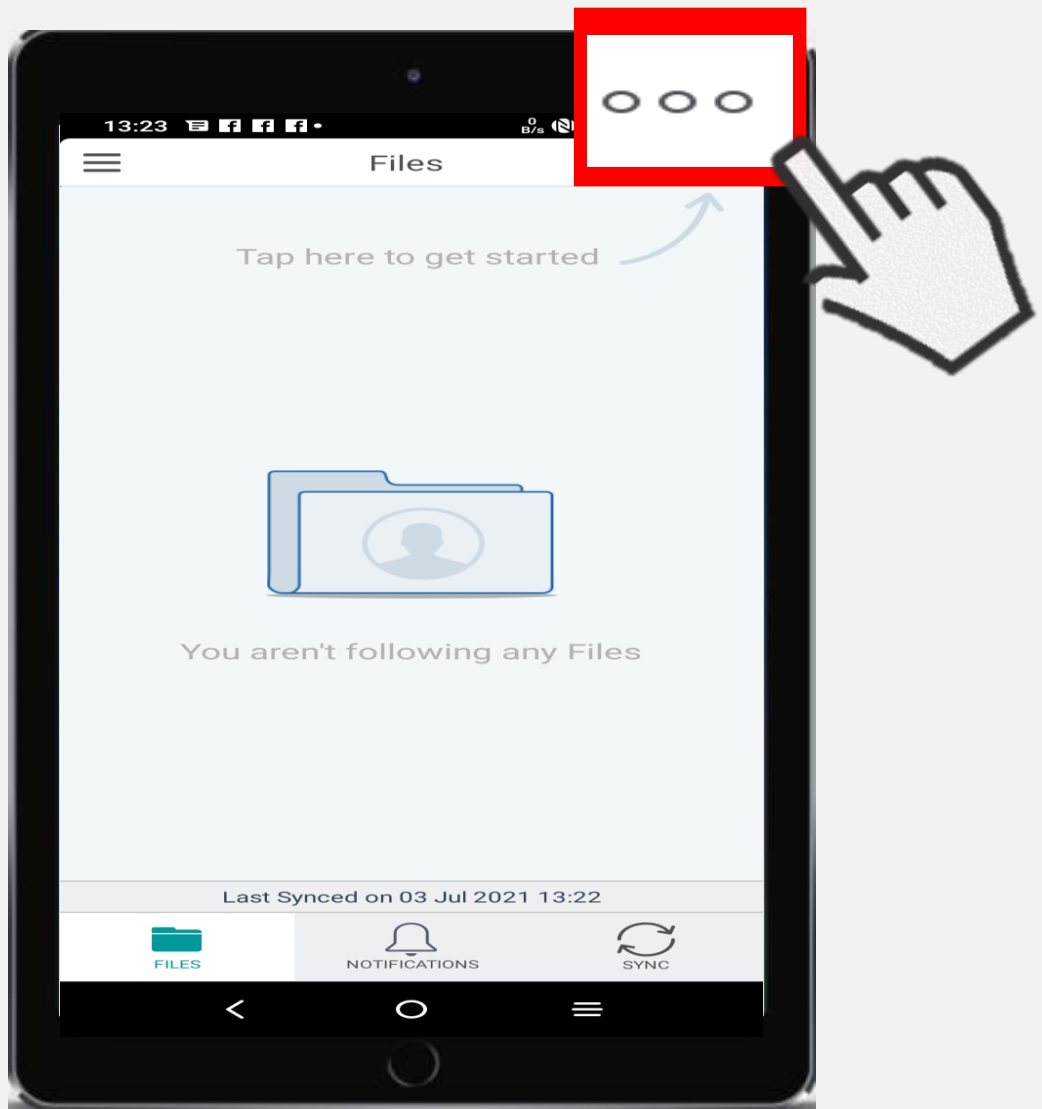 13:23
0
B/s
Files
Tap here to get started
You aren't following any Files
Last Synced on 03 Jul 2021 13:22
FILES
NOTIFICATIONS
SYNC